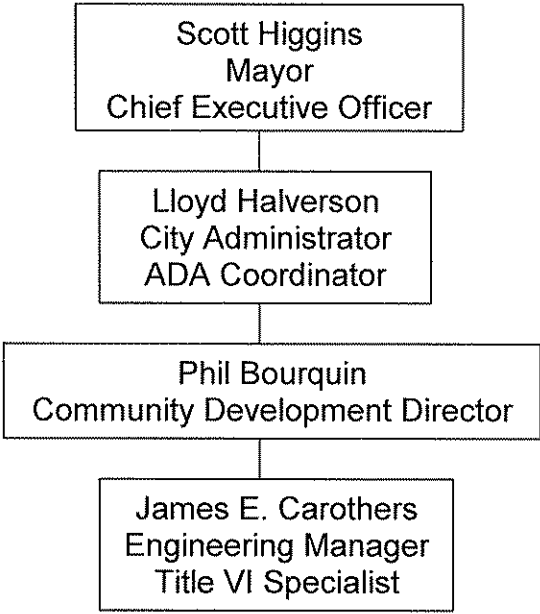 Scott Higgins
Mayor
Chief Executive Officer
Lloyd Halverson
City Administrator
ADA Coordinator
Phil Bourquin
Community Development Director
James E. Carothers
Engineering Manager
Title VI Specialist